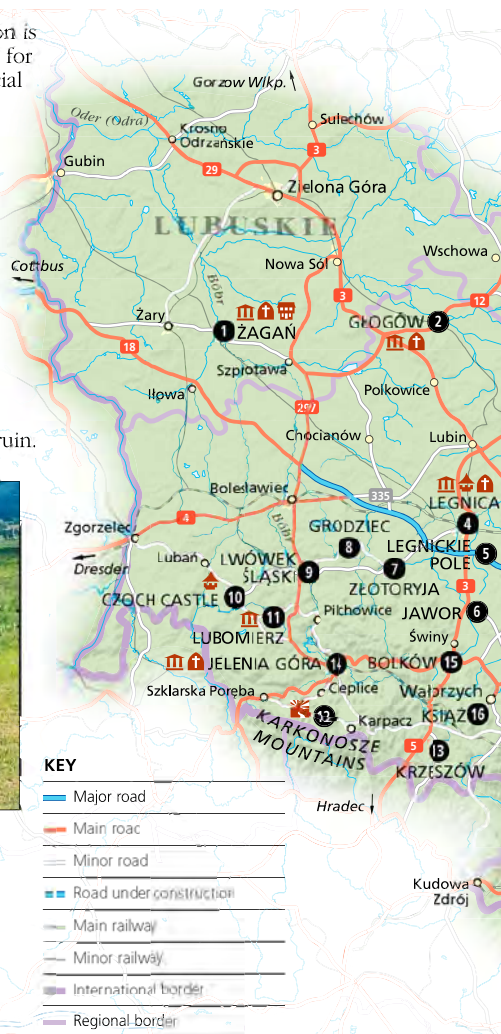 on is
for
cial
Gorzow Wlkp.
Oder (Odra)
Sulechów
Krosno
Odrzańskie
3
29
Gubin
Zielona Góra
LUBUSKIE
Wschowa
Cottbus
Nowa Sól
Bóbr
3
12
Żary
1 ŻAGAŃ
GŁOGÓW 2
18
Szprotawa
Iłowa
Polkowice
297
Chocianów
Lubin
ruin.
Bolesławiec
335
LEGNICA
4
Zgorzelec
4
Bóbr
GRODZIEC
8
LEGNICKIE
POLE
5
Dresden
Lubań
LWÓWEK
ŚLĄSKI
9
7
ZŁOTORYJA
3
CZOCH CASTLE 10
JAWOR 6
11
LUBOMIERZ
Pilchowice
Świny
JELENIA GÓRA 14
BOLKÓW 15
Szklarska Poręba
Cieplice
Wałbrzych
12
Karpacz
KSIĄŻ 16
KARKONOSZE
MOUNTAINS
5
13
KRZESZÓW
KEY
Major road
Main road
Minor road
Road under construction
Main railway
Minor railway
International border
Regional border
Hradec
Kudowa
Zdrój